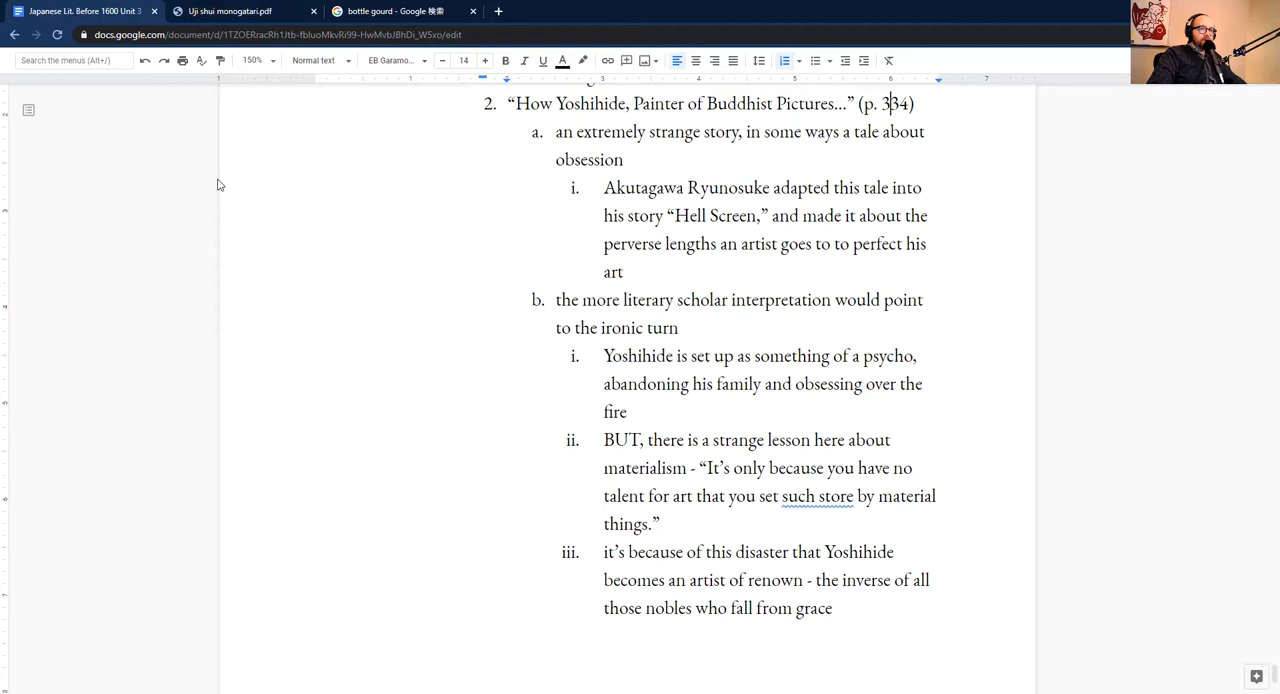 Japanese Lit. Before 1600 Unit 3
Uji shui monogatari.pdf
bottle gourd - Google 検索
docs.google.com/document/d/1TZOERracRh1Jtb-fbluoMkvRi99-HwMvbJBhDi_W5xo/edit
Search the menus (Alt+/)
150%
Normal text
EB Garamo...
14
2. “How Yoshihide, Painter of Buddhist Pictures...” (p. 334)
a. an extremely strange story, in some ways a tale about
obsession
i. Akutagawa Ryunosuke adapted this tale into
his story “Hell Screen,” and made it about the
perverse lengths an artist goes to to perfect his
art
b. the more literary scholar interpretation would point
to the ironic turn
i. Yoshihide is set up as something of a psycho,
abandoning his family and obsessing over the
fire
ii. BUT, there is a strange lesson here about
materialism - “It’s only because you have no
talent for art that you set such store by material
things.”
iii. it’s because of this disaster that Yoshihide
becomes an artist of renown - the inverse of all
those nobles who fall from grace